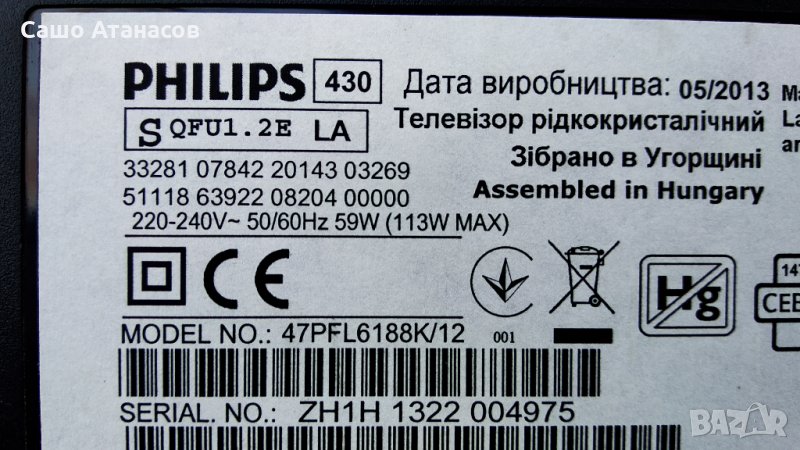 Сашо Атанасов
PHILIPS 430
S QFU1.2E LA
33281 07842 20143 03269
51118 63922 08204 00000
220-240V~ 50/60Hz 59W (113W MAX)
Дата виробництва: 05/2013
Телевізор рідкокристалічний
Зібрано в Угорщині
Assembled in Hungary
CE
001
Hg
MODEL NO.: 47PFL6188K/12
SERIAL. NO.: ZH1H 1322 004975
BAZAR